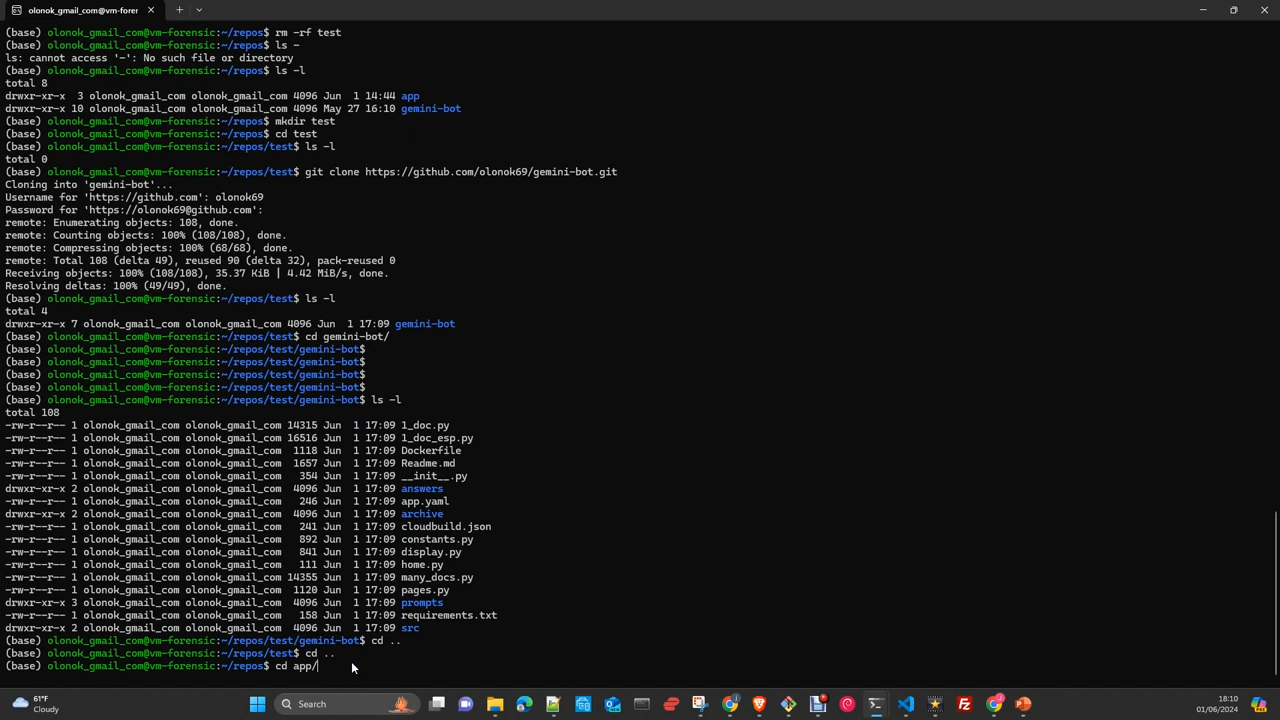 olonok_gmail_com@vm-foren
(base) olonok_gmail_com@vm-forensic:~/repos$ rm -rf test
(base) olonok_gmail_com@vm-forensic:~/repos$ ls -
ls: cannot access '-': No such file or directory
(base) olonok_gmail_com@vm-forensic:~/repos$ ls -l
total 8
drwxr-xr-x  3 olonok_gmail_com olonok_gmail_com 4096 Jun  1 14:44 app
drwxr-xr-x 10 olonok_gmail_com olonok_gmail_com 4096 May 27 16:10 gemini-bot
(base) olonok_gmail_com@vm-forensic:~/repos$ mkdir test
(base) olonok_gmail_com@vm-forensic:~/repos$ cd test
(base) olonok_gmail_com@vm-forensic:~/repos/test$ ls -l
total 0
(base) olonok_gmail_com@vm-forensic:~/repos/test$ git clone https://github.com/olonok69/gemini-bot.git
Cloning into 'gemini-bot'...
Username for 'https://github.com': olonok69
Password for 'https://olonok69@github.com':
remote: Enumerating objects: 108, done.
remote: Counting objects: 100% (108/108), done.
remote: Compressing objects: 100% (68/68), done.
remote: Total 108 (delta 49), reused 90 (delta 32), pack-reused 0
Receiving objects: 100% (108/108), 35.37 KiB | 4.42 MiB/s, done.
Resolving deltas: 100% (49/49), done.
(base) olonok_gmail_com@vm-forensic:~/repos/test$ ls -l
total 4
drwxr-xr-x 7 olonok_gmail_com olonok_gmail_com 4096 Jun  1 17:09 gemini-bot
(base) olonok_gmail_com@vm-forensic:~/repos/test$ cd gemini-bot/
(base) olonok_gmail_com@vm-forensic:~/repos/test/gemini-bot$
(base) olonok_gmail_com@vm-forensic:~/repos/test/gemini-bot$
(base) olonok_gmail_com@vm-forensic:~/repos/test/gemini-bot$
(base) olonok_gmail_com@vm-forensic:~/repos/test/gemini-bot$
(base) olonok_gmail_com@vm-forensic:~/repos/test/gemini-bot$ ls -l
total 108
-rw-r--r-- 1 olonok_gmail_com olonok_gmail_com 14315 Jun  1 17:09 1_doc.py
-rw-r--r-- 1 olonok_gmail_com olonok_gmail_com 16516 Jun  1 17:09 1_doc_esp.py
-rw-r--r-- 1 olonok_gmail_com olonok_gmail_com  1118 Jun  1 17:09 Dockerfile
-rw-r--r-- 1 olonok_gmail_com olonok_gmail_com  1657 Jun  1 17:09 Readme.md
-rw-r--r-- 1 olonok_gmail_com olonok_gmail_com   354 Jun  1 17:09 __init__.py
drwxr-xr-x 2 olonok_gmail_com olonok_gmail_com  4096 Jun  1 17:09 answers
-rw-r--r-- 1 olonok_gmail_com olonok_gmail_com   246 Jun  1 17:09 app.yaml
drwxr-xr-x 2 olonok_gmail_com olonok_gmail_com  4096 Jun  1 17:09 archive
-rw-r--r-- 1 olonok_gmail_com olonok_gmail_com   241 Jun  1 17:09 cloudbuild.json
-rw-r--r-- 1 olonok_gmail_com olonok_gmail_com   892 Jun  1 17:09 constants.py
-rw-r--r-- 1 olonok_gmail_com olonok_gmail_com   841 Jun  1 17:09 display.py
-rw-r--r-- 1 olonok_gmail_com olonok_gmail_com   111 Jun  1 17:09 home.py
-rw-r--r-- 1 olonok_gmail_com olonok_gmail_com 14355 Jun  1 17:09 many_docs.py
-rw-r--r-- 1 olonok_gmail_com olonok_gmail_com  1120 Jun  1 17:09 pages.py
drwxr-xr-x 3 olonok_gmail_com olonok_gmail_com  4096 Jun  1 17:09 prompts
-rw-r--r-- 1 olonok_gmail_com olonok_gmail_com   158 Jun  1 17:09 requirements.txt
drwxr-xr-x 2 olonok_gmail_com olonok_gmail_com  4096 Jun  1 17:09 src
(base) olonok_gmail_com@vm-forensic:~/repos/test/gemini-bot$ cd ..
(base) olonok_gmail_com@vm-forensic:~/repos/test$ cd ..
(base) olonok_gmail_com@vm-forensic:~/repos$ cd app/
61°F
Cloudy
Search
18:10
01/06/2024